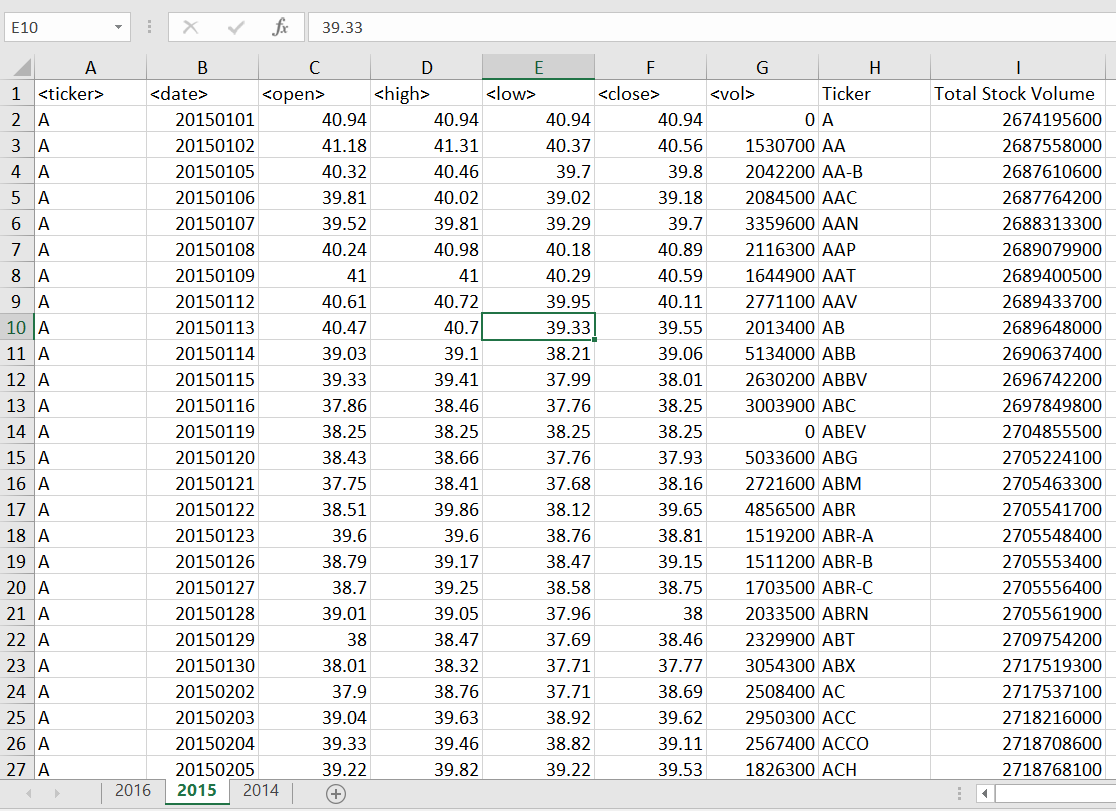 E10 fx 39.33
A B C D E F G H I
1 <ticker> <date> <open> <high> <low> <close> <vol> Ticker Total Stock Volume
2 A 20150101 40.94 40.94 40.94 40.94 0 A 2674195600
3 A 20150102 41.18 41.31 40.37 40.56 1530700 AA 2687558000
4 A 20150105 40.32 40.46 39.7 39.8 2042200 AA-B 2687610600
5 A 20150106 39.81 40.02 39.02 39.18 2084500 AAC 2687764200
6 A 20150107 39.52 39.81 39.29 39.7 3359600 AAN 2688313300
7 A 20150108 40.24 40.98 40.18 40.89 2116300 AAP 2689079900
8 A 20150109 41 41 40.29 40.59 1644900 AAT 2689400500
9 A 20150112 40.61 40.72 39.95 40.11 2771100 AAV 2689433700
10 A 20150113 40.47 40.7 39.33 39.55 2013400 AB 2689648000
11 A 20150114 39.03 39.1 38.21 39.06 5134000 ABB 2690637400
12 A 20150115 39.33 39.41 37.99 38.01 2630200 ABBV 2696742200
13 A 20150116 37.86 38.46 37.76 38.25 3003900 ABC 2697849800
14 A 20150119 38.25 38.25 38.25 38.25 0 ABEV 2704855500
15 A 20150120 38.43 38.66 37.76 37.93 5033600 ABG 2705224100
16 A 20150121 37.75 38.41 37.68 38.16 2721600 ABM 2705463300
17 A 20150122 38.51 39.86 38.12 39.65 4856500 ABR 2705541700
18 A 20150123 39.6 39.6 38.76 38.81 1519200 ABR-A 2705548400
19 A 20150126 38.79 39.17 38.47 39.15 1511200 ABR-B 2705553400
20 A 20150127 38.7 39.25 38.58 38.75 1703500 ABR-C 2705556400
21 A 20150128 39.01 39.05 37.96 38 2033500 ABRN 2705561900
22 A 20150129 38 38.47 37.69 38.46 2329900 ABT 2709754200
23 A 20150130 38.01 38.32 37.71 37.77 3054300 ABX 2717519300
24 A 20150202 37.9 38.76 37.71 38.69 2508400 AC 2717537100
25 A 20150203 39.04 39.63 38.92 39.62 2950300 ACC 2718216000
26 A 20150204 39.33 39.46 38.82 39.11 2567400 ACCO 2718708600
27 A 20150205 39.22 39.82 39.22 39.53 1826300 ACH 2718768100
2016 2015 2014